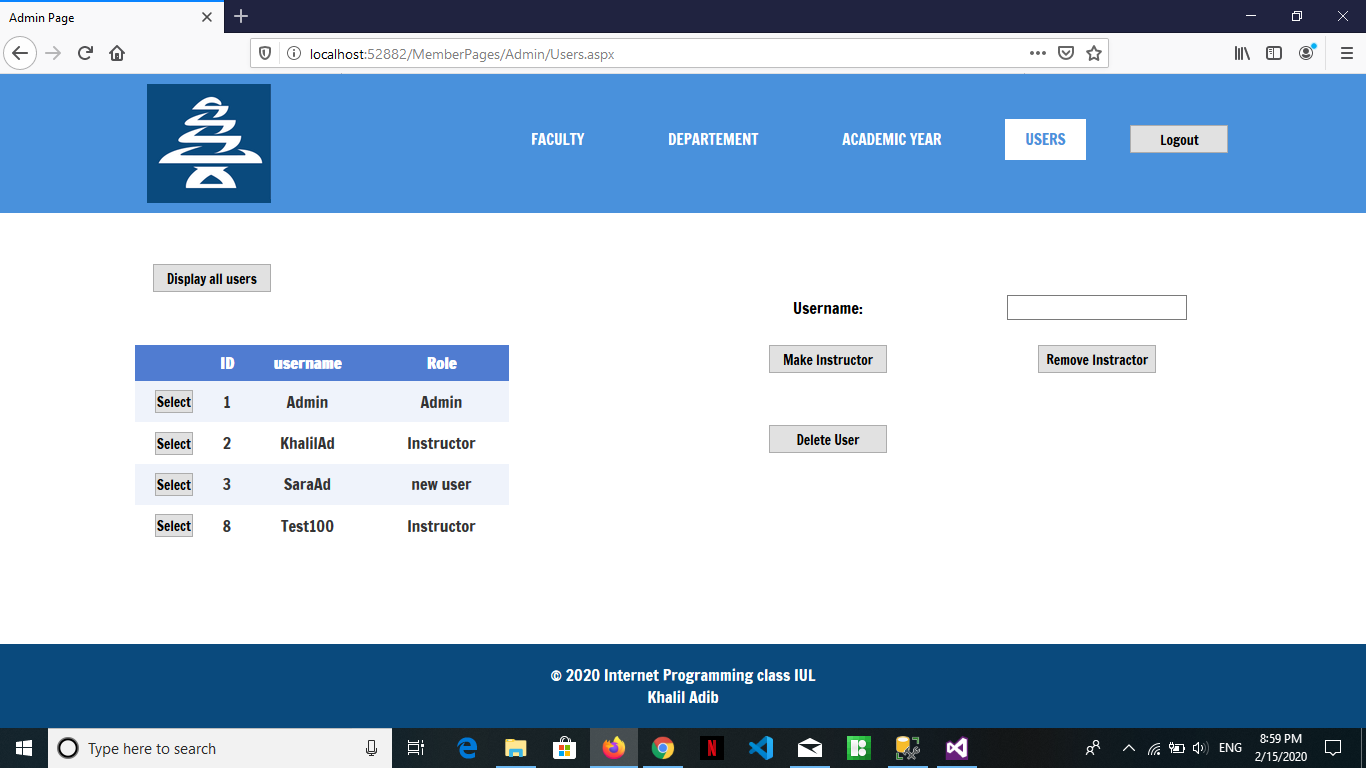 Admin Page
localhost:52882/MemberPages/Admin/Users.aspx
FACULTY DEPARTEMENT ACADEMIC YEAR USERS Logout
Display all users
Username:
Make Instructor Remove Instractor
Delete User
ID username Role
Select 1 Admin Admin
Select 2 KhalilAd Instructor
Select 3 SaraAd new user
Select 8 Test100 Instructor
© 2020 Internet Programming class IUL
Khalil Adib
Type here to search
ENG
8:59 PM
2/15/2020